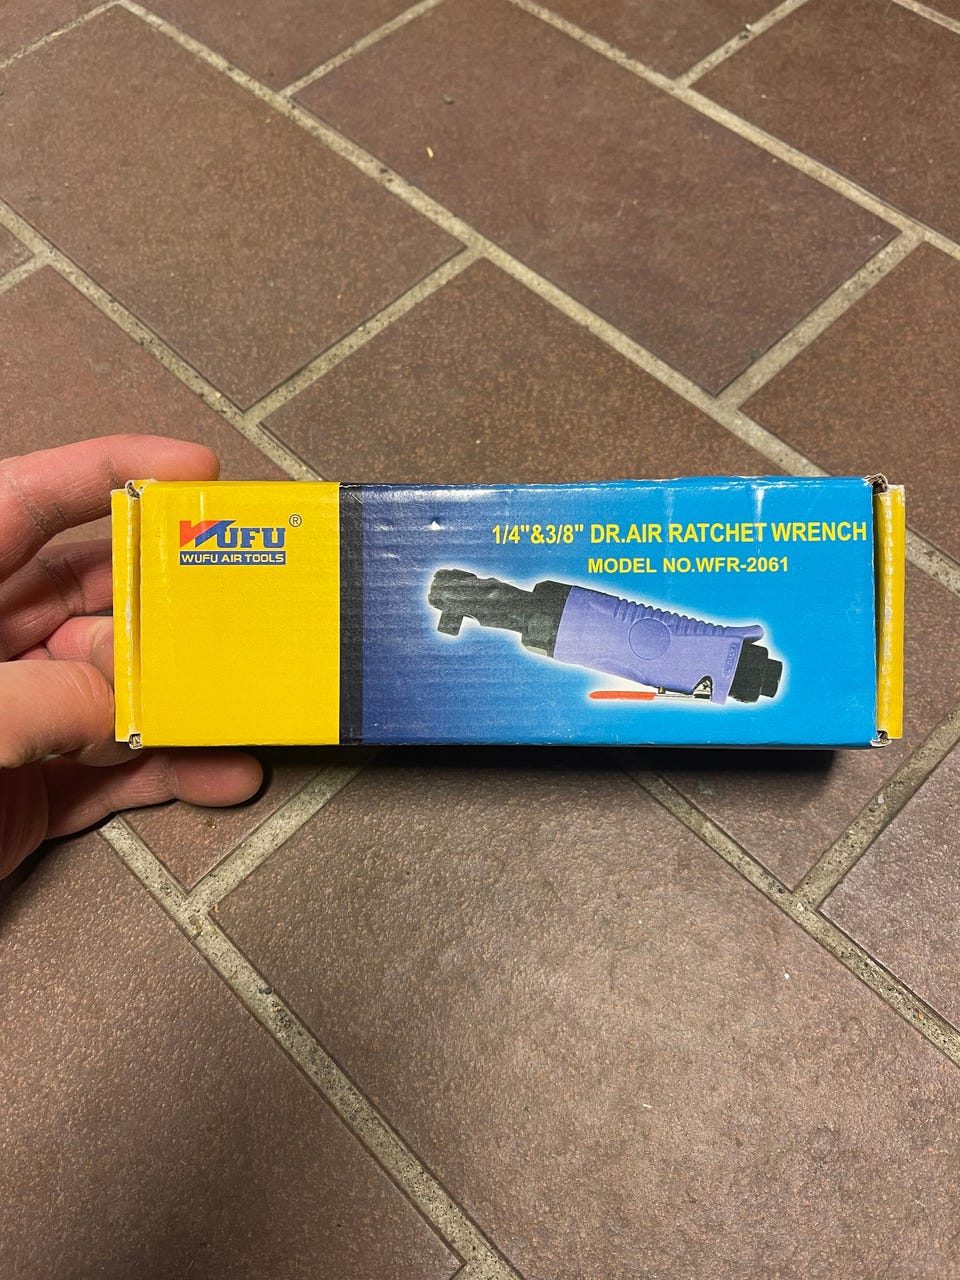 WUFU ®
WUFU AIR TOOLS
1/4"&3/8" DR.AIR RATCHET WRENCH
MODEL NO.WFR-2061